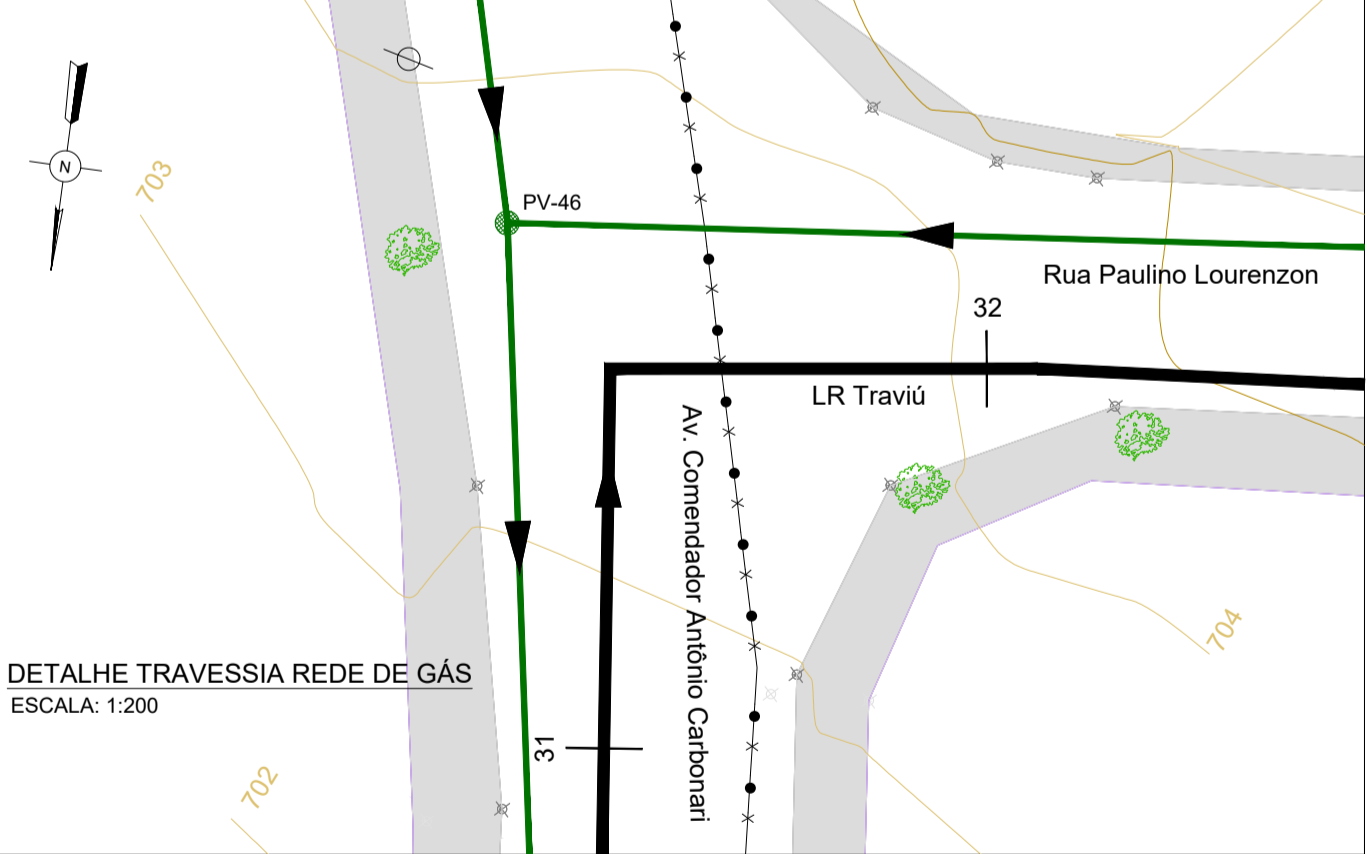 N
703
PV-46
Rua Paulino Lourenzon
32
LR Traviú
Av. Comendador Antônio Carbonari
704
DETALHE TRAVESSIA REDE DE GÁS
ESCALA: 1:200
31
702